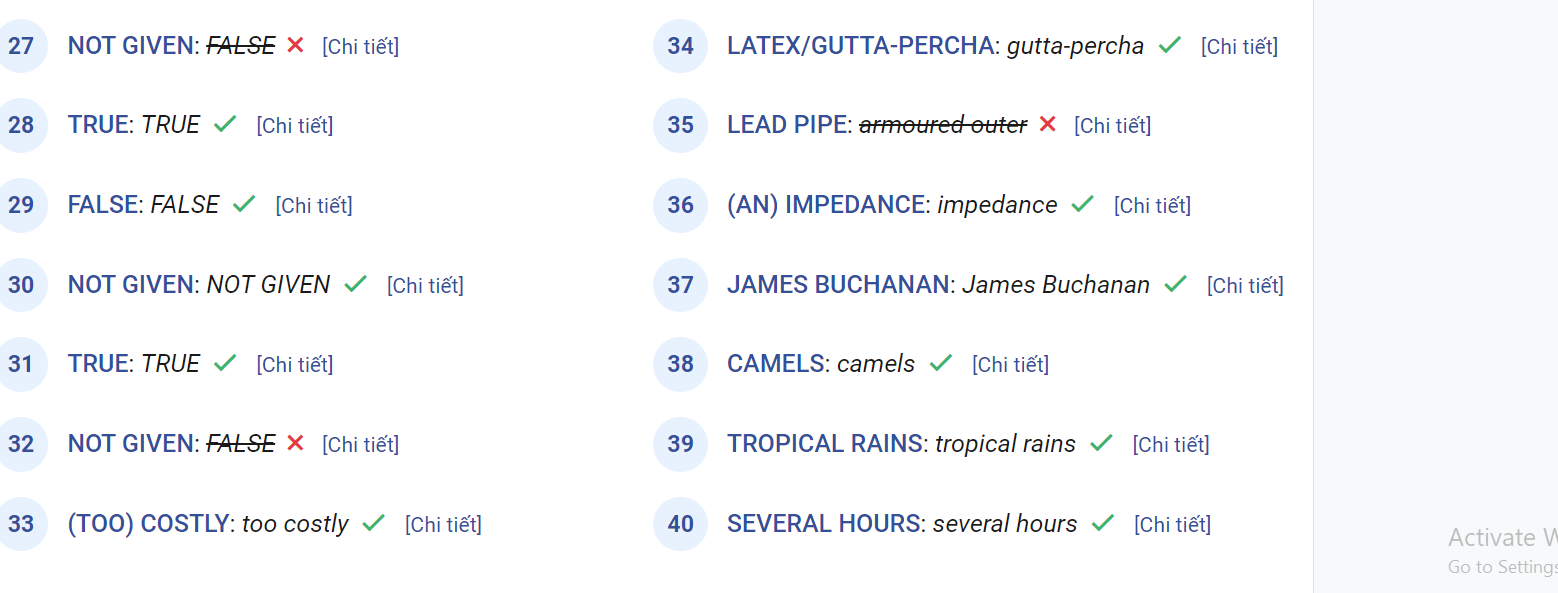 27 NOT GIVEN: FALSE ✕ [Chi tiết]
28 TRUE: TRUE ✓ [Chi tiết]
29 FALSE: FALSE ✓ [Chi tiết]
30 NOT GIVEN: NOT GIVEN ✓ [Chi tiết]
31 TRUE: TRUE ✓ [Chi tiết]
32 NOT GIVEN: FALSE ✕ [Chi tiết]
33 (TOO) COSTLY: too costly ✓ [Chi tiết]
34 LATEX/GUTTA-PERCHA: gutta-percha ✓ [Chi tiết]
35 LEAD PIPE: armoured outer ✕ [Chi tiết]
36 (AN) IMPEDANCE: impedance ✓ [Chi tiết]
37 JAMES BUCHANAN: James Buchanan ✓ [Chi tiết]
38 CAMELS: camels ✓ [Chi tiết]
39 TROPICAL RAINS: tropical rains ✓ [Chi tiết]
40 SEVERAL HOURS: several hours ✓ [Chi tiết]
Activate W
Go to Settings